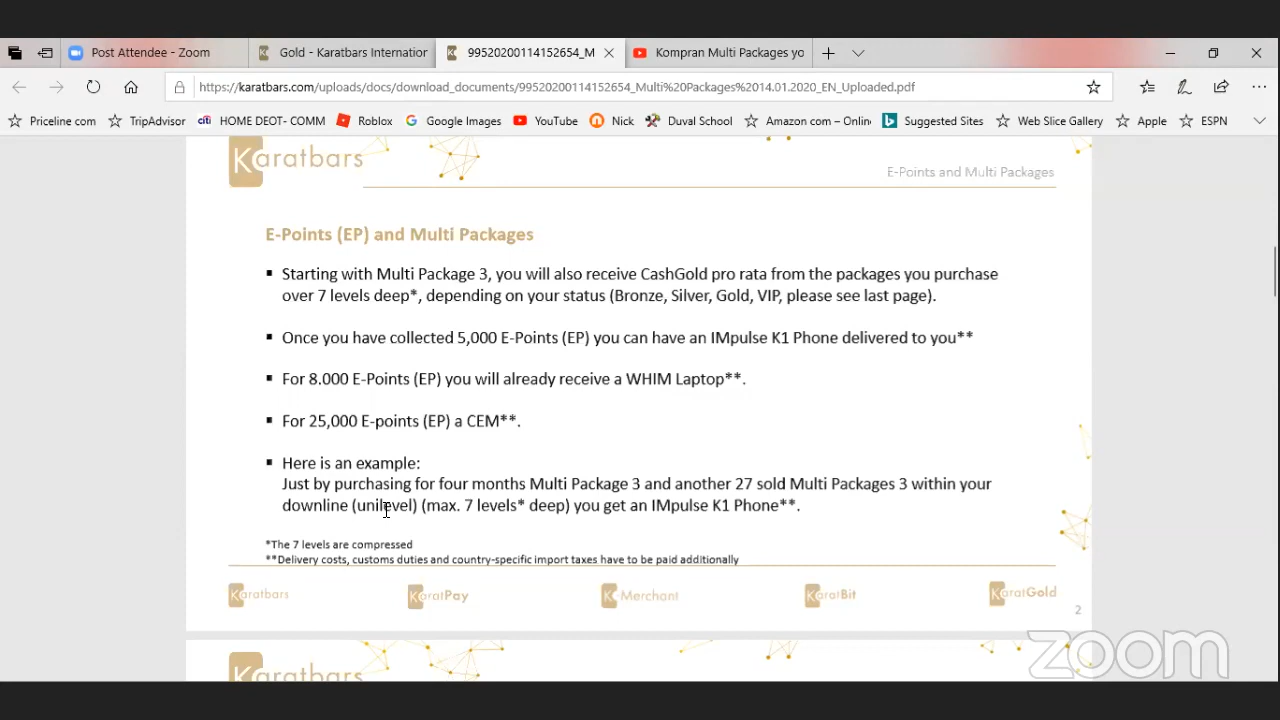 Post Attendee - Zoom
Gold - Karatbars Internation
99520200114152654_M
Kompran Multi Packages yo
https://karatbars.com/uploads/docs/download_documents/99520200114152654_Multi%20Packages%2014.01.2020_EN_Uploaded.pdf
Priceline com
TripAdvisor
HOME DEOT- COMM
Roblox
Google Images
YouTube
Nick
Duval School
Amazon com – Onlin
Suggested Sites
Web Slice Gallery
Apple
ESPN
Karatbars
E-Points and Multi Packages
E-Points (EP) and Multi Packages
Starting with Multi Package 3, you will also receive CashGold pro rata from the packages you purchase
over 7 levels deep*, depending on your status (Bronze, Silver, Gold, VIP, please see last page).
Once you have collected 5,000 E-Points (EP) you can have an IMpulse K1 Phone delivered to you**
For 8.000 E-Points (EP) you will already receive a WHIM Laptop**.
For 25,000 E-points (EP) a CEM**.
Here is an example:
Just by purchasing for four months Multi Package 3 and another 27 sold Multi Packages 3 within your
downline (unilevel) (max. 7 levels* deep) you get an IMpulse K1 Phone**.
*The 7 levels are compressed
**Delivery costs, customs duties and country-specific import taxes have to be paid additionally
Karatbars
KaratPay
K-Merchant
KaratBit
KaratGold
2
zoom
Karatbars